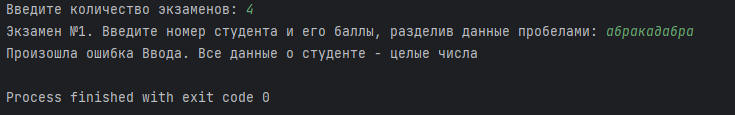 Введите количество экзаменов: 4
Экзамен №1. Введите номер студента и его баллы, разделив данные пробелами: абракадабра
Произошла ошибка Ввода. Все данные о студенте - целые числа
Process finished with exit code 0